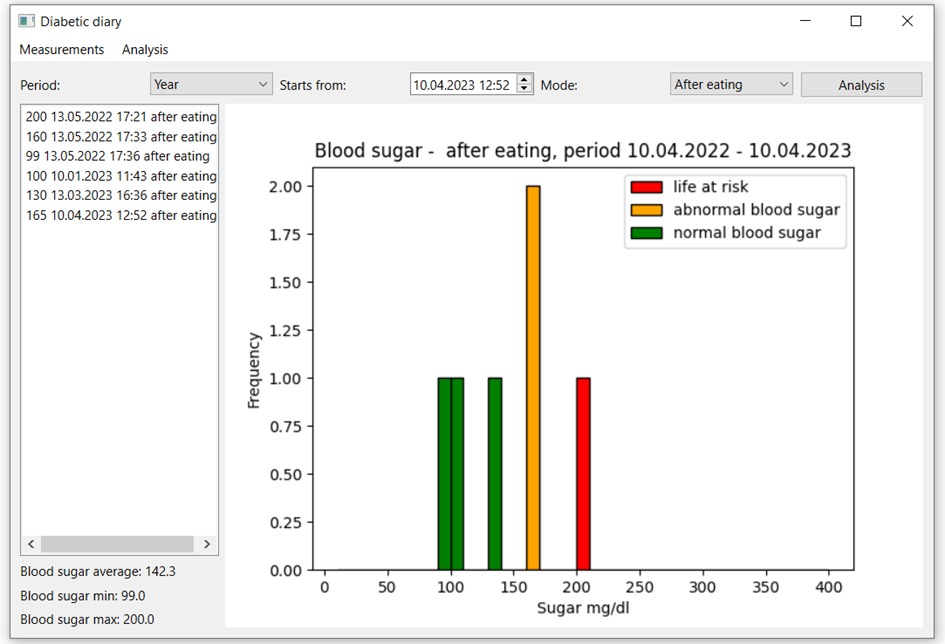 Diabetic diary
Measurements Analysis
Period: Year Starts from: 10.04.2023 12:52 Mode: After eating Analysis
200 13.05.2022 17:21 after eating
160 13.05.2022 17:33 after eating
99 13.05.2022 17:36 after eating
100 10.01.2023 11:43 after eating
130 13.03.2023 16:36 after eating
165 10.04.2023 12:52 after eating
Blood sugar average: 142.3
Blood sugar min: 99.0
Blood sugar max: 200.0
Blood sugar - after eating, period 10.04.2022 - 10.04.2023
life at risk
abnormal blood sugar
normal blood sugar
Frequency
2.00
1.75
1.50
1.25
1.00
0.75
0.50
0.25
0.00
0 50 100 150 200 250 300 350 400
Sugar mg/dl